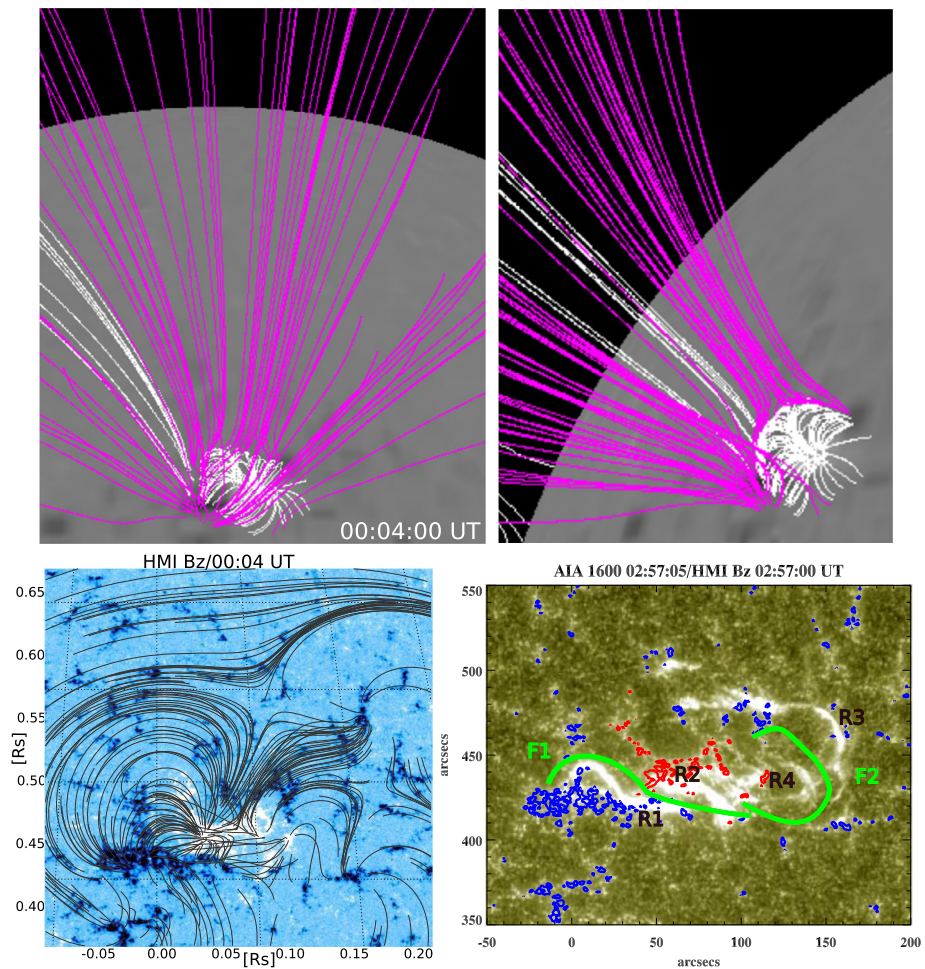 00:04:00 UT
HMI Bz/00:04 UT
0.65
0.60
0.55
0.50
0.45
0.40
[Rs]
-0.05 0.00 0.05 0.10 0.15 0.20
[Rs]
AIA 1600 02:57:05/HMI Bz 02:57:00 UT
550
500
450
400
350
arcsecs
F1
R1
R2
R4
R3
F2
-50 0 50 100 150 200
arcsecs